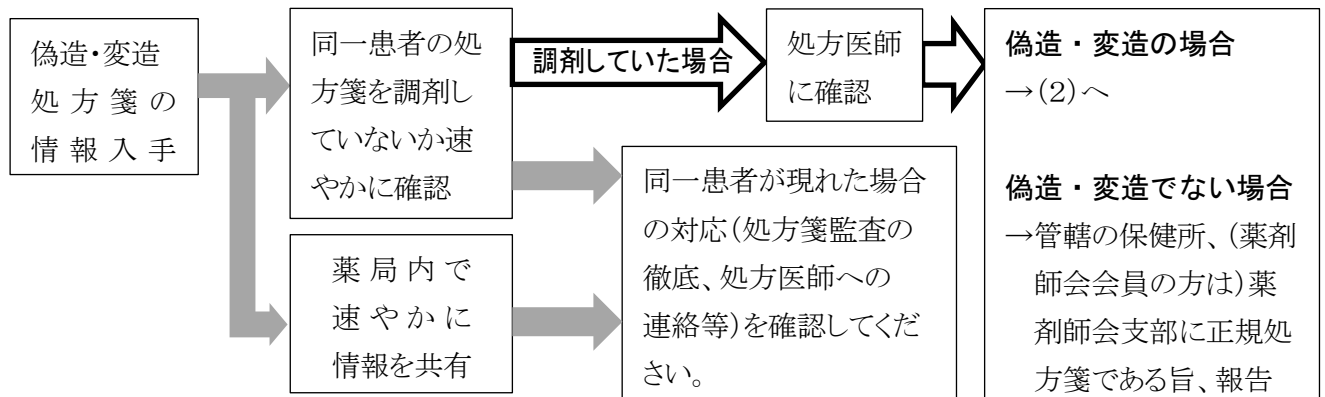 偽造・変造
処方箋の
情報入手
同一患者の処
方箋を調剤し
ていないか速
やかに確認
調剤していた場合
処方医師
に確認
偽造・変造の場合
→(2)へ
偽造・変造でない場合
→管轄の保健所、(薬剤
師会会員の方は)薬
剤師会支部に正規処
方箋である旨、報告
薬局内で
速やかに
情報を共有
同一患者が現れた場合
の対応(処方箋監査の
徹底、処方医師への
連絡等)を確認してくだ
さい。